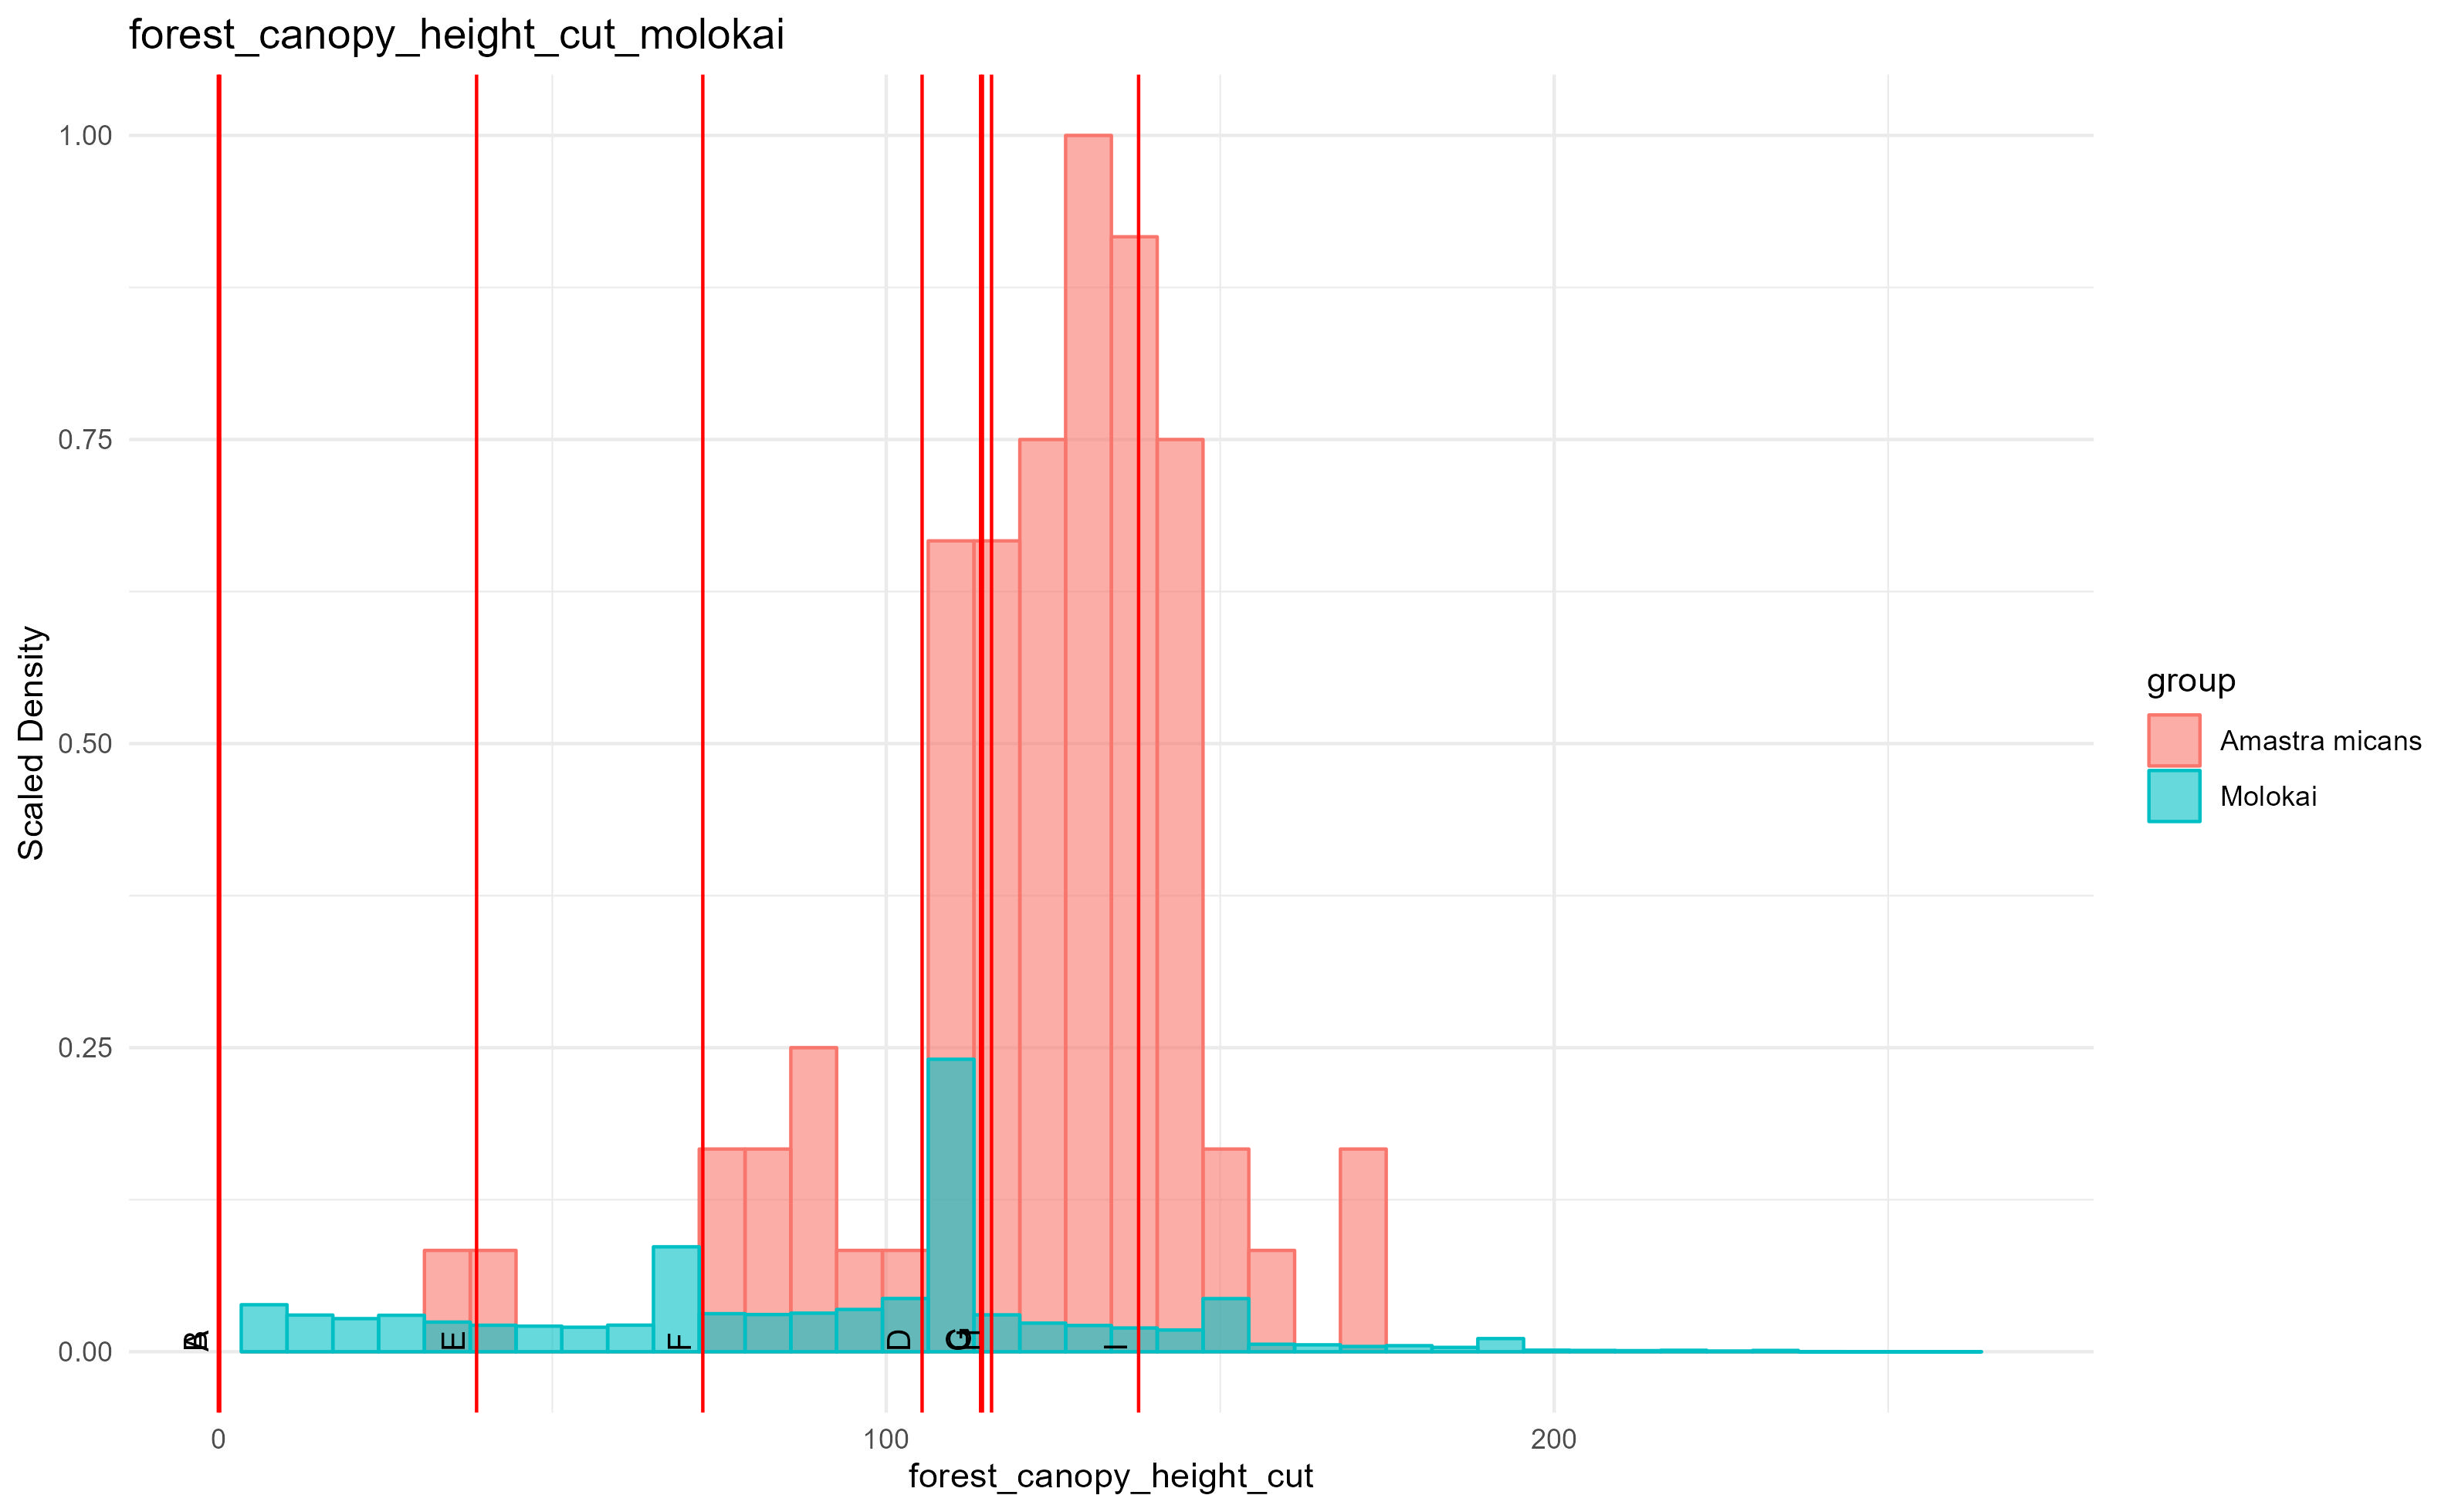 forest_canopy_height_cut_molokai
1.00
0.75
0.50
0.25
0.00
Scaled Density
E
F
D
I
0
100
200
forest_canopy_height_cut
group
Amastra micans
Molokai